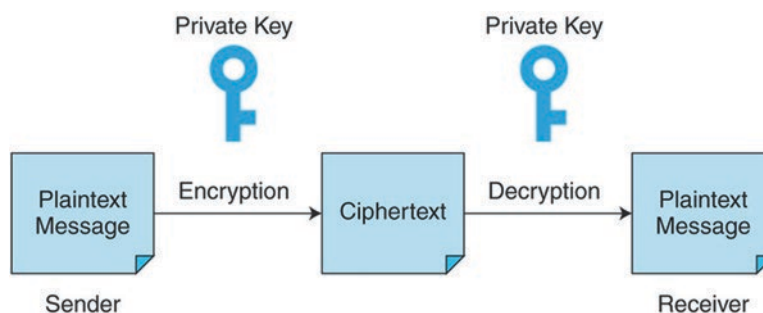 Private Key
Private Key
Plaintext
Message
Encryption
Ciphertext
Decryption
Plaintext
Message
Sender
Receiver